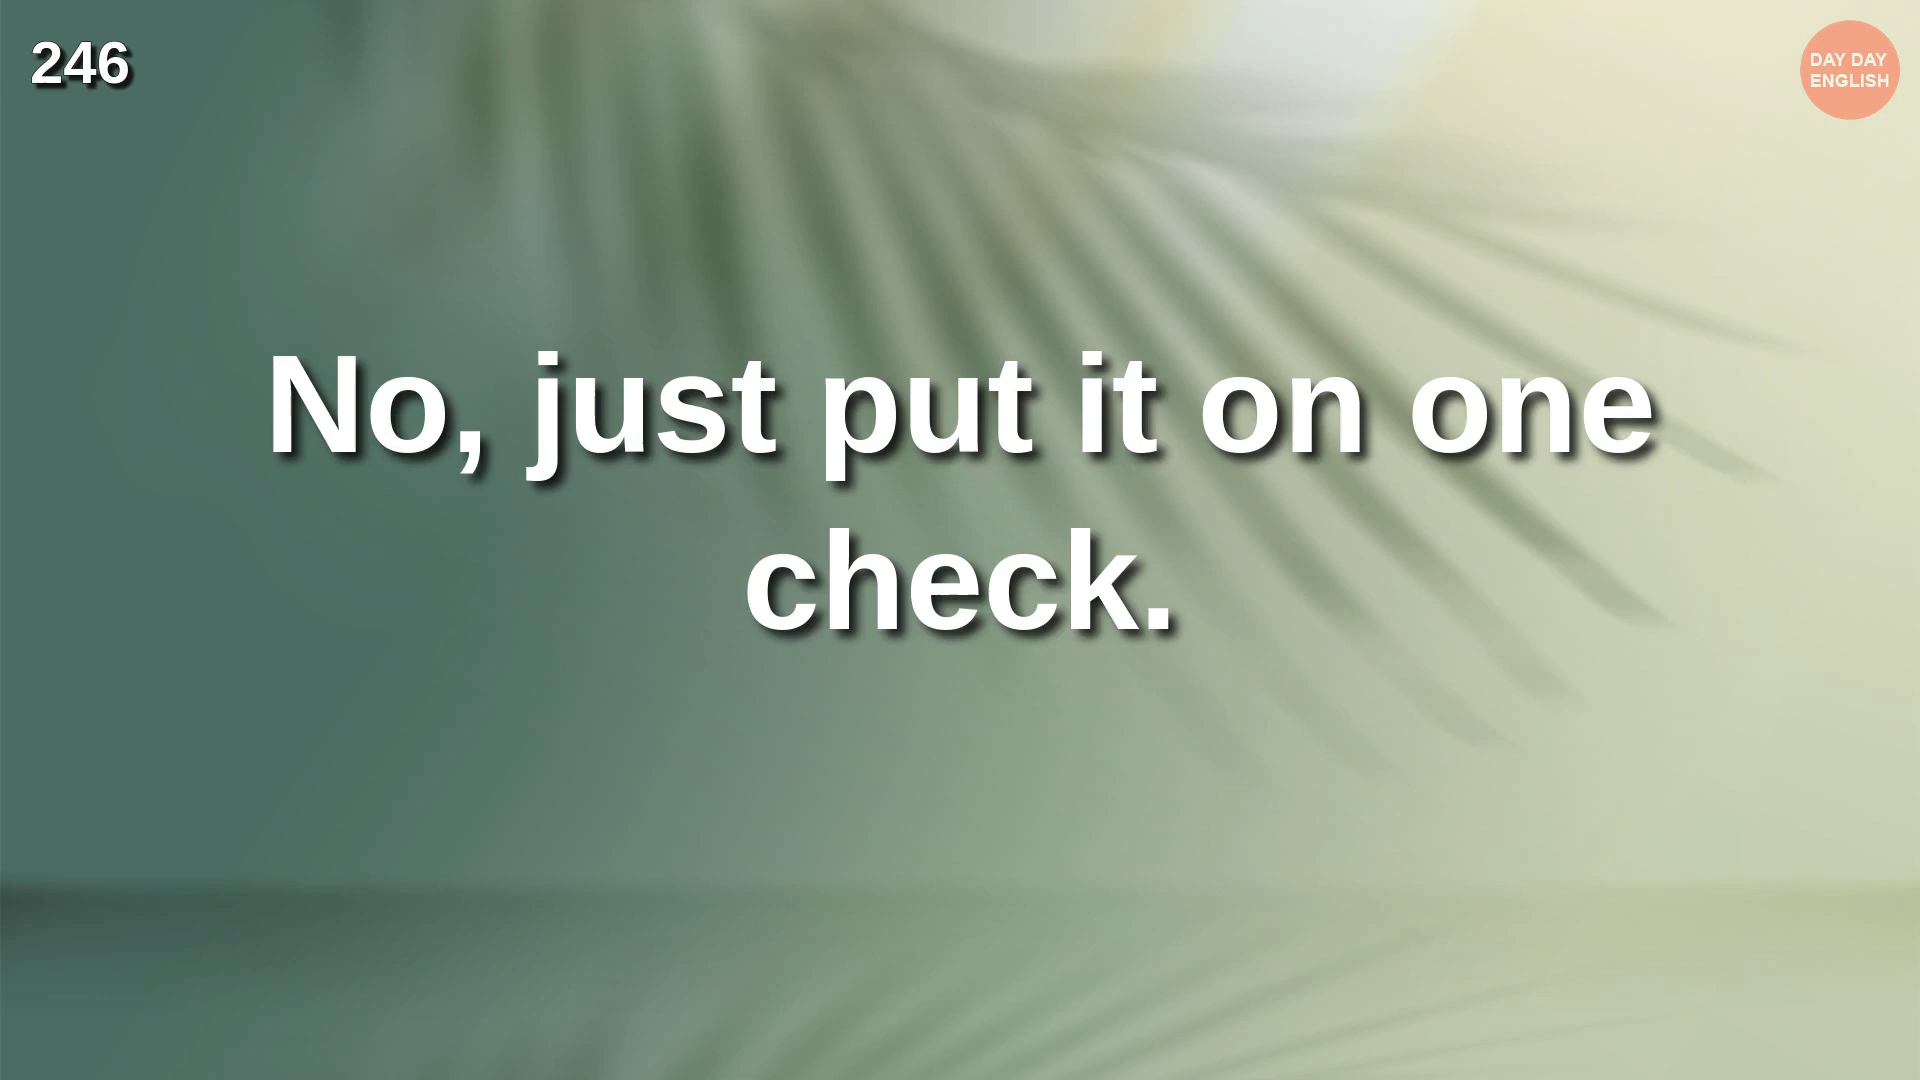 246
DAY DAY
ENGLISH
No, just put it on one
check.